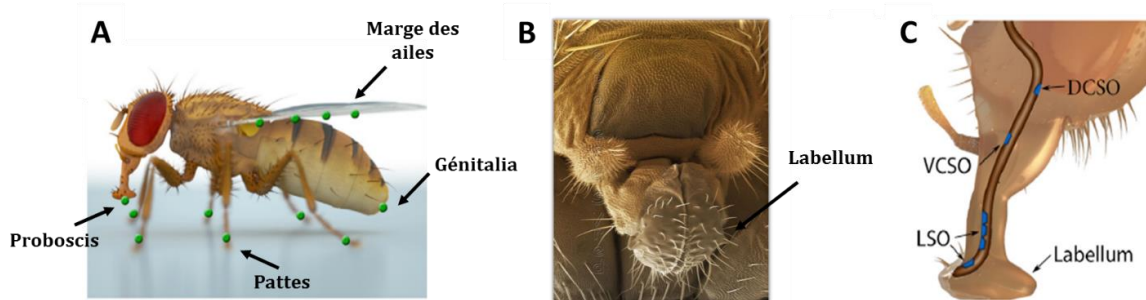 A
Marge des
ailes
Génitalia
Proboscis
Pattes
B
Labellum
C
DCSO
VCSO
LSO
Labellum